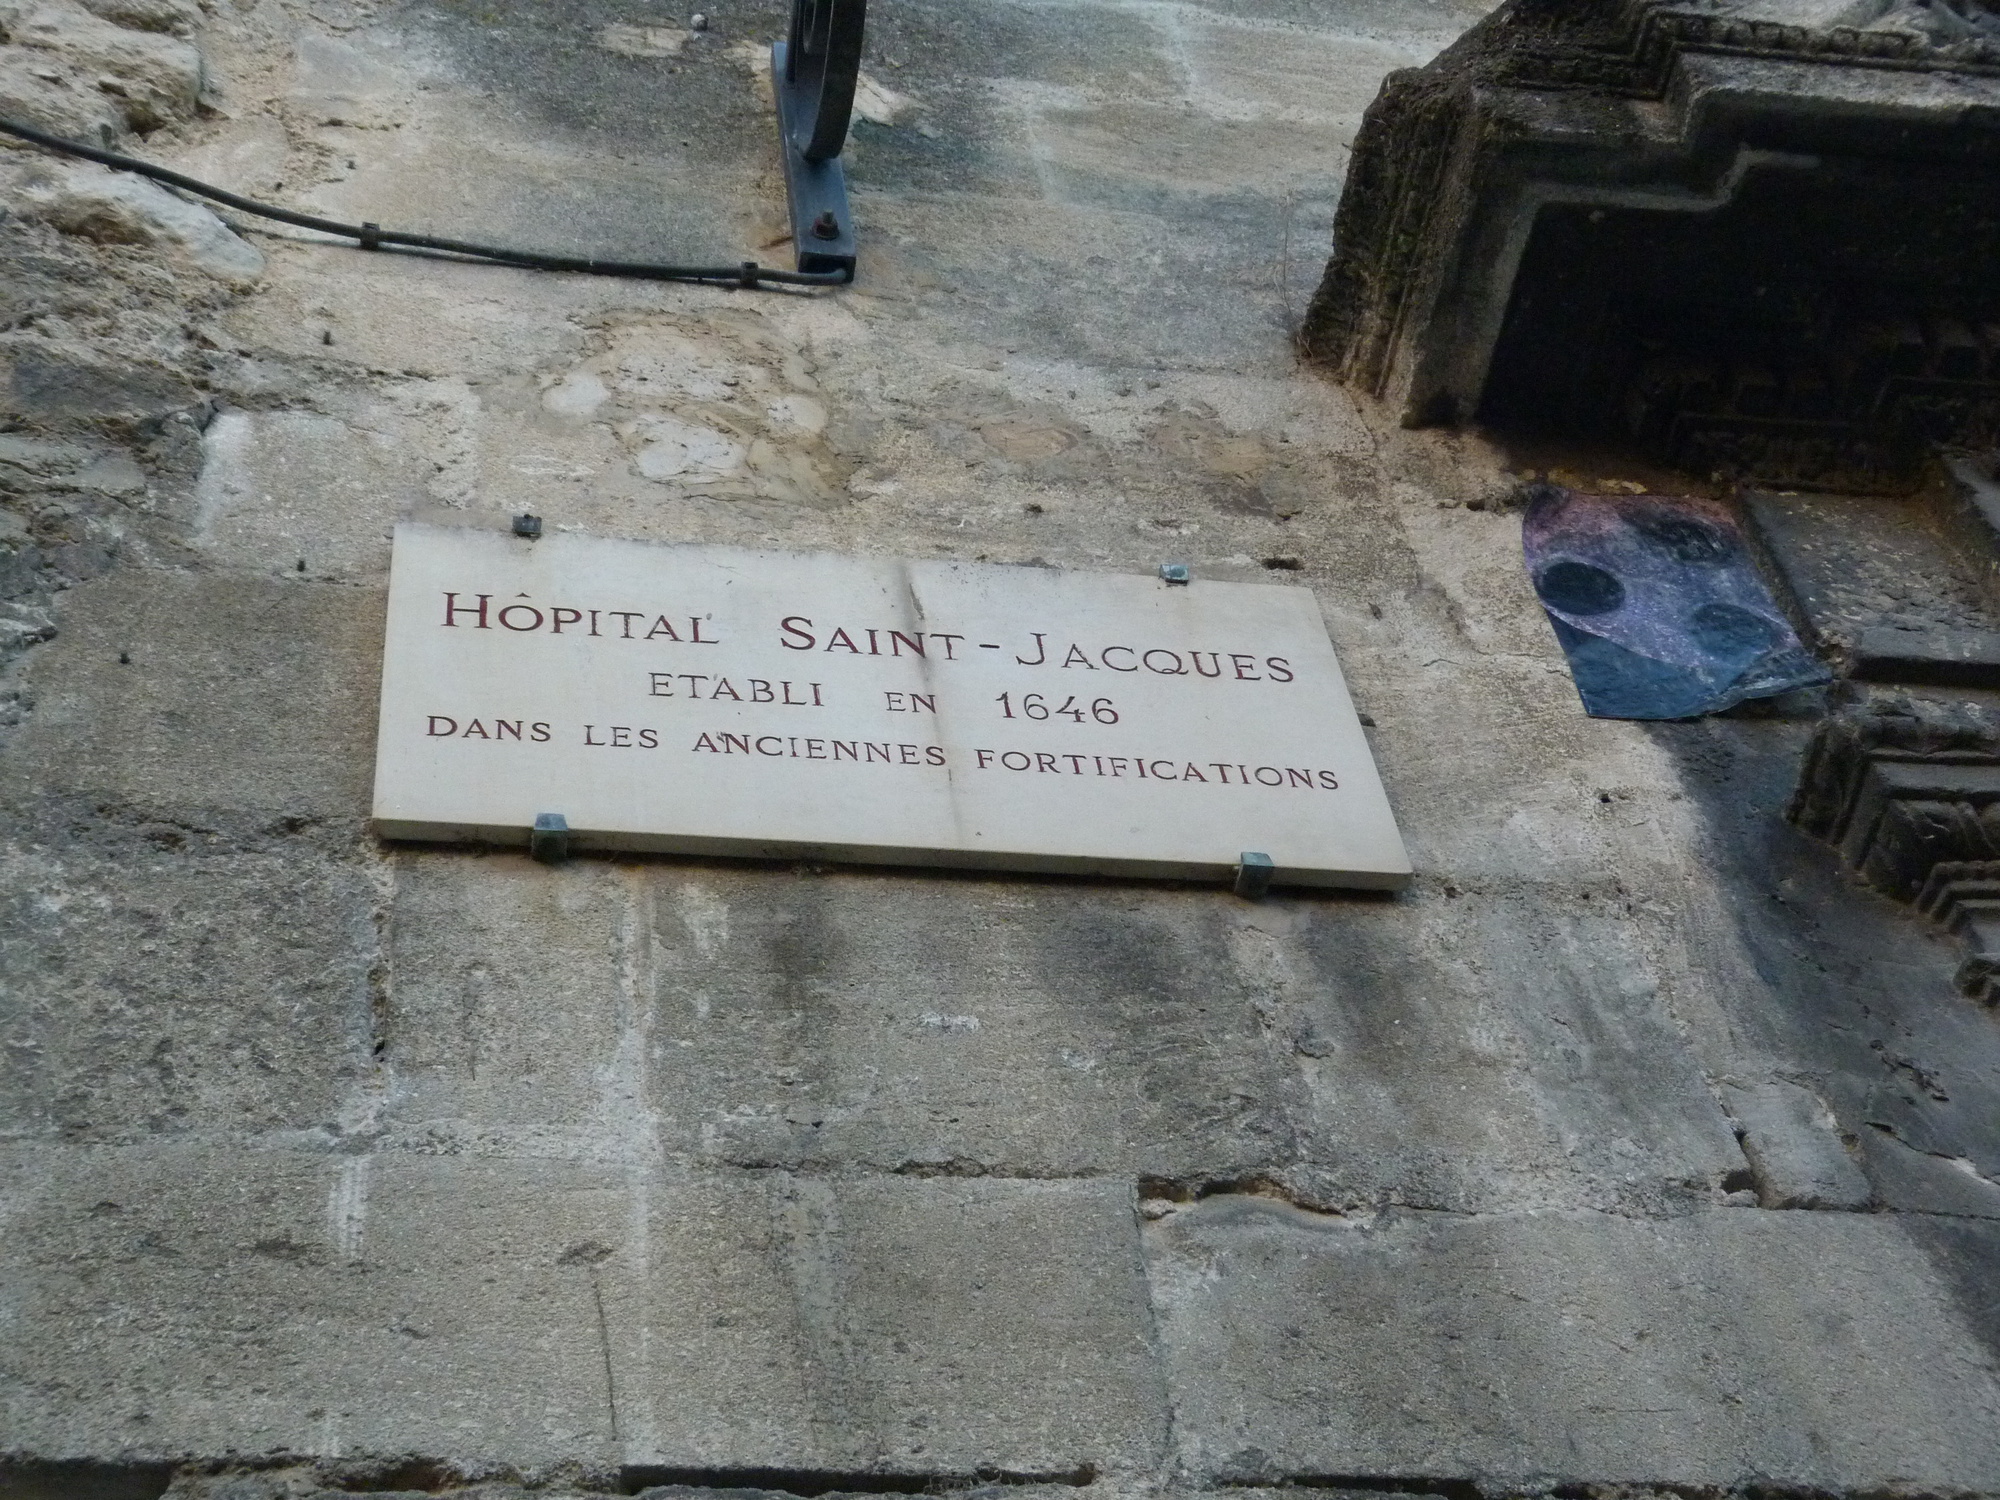 HÔPITAL SAINT-JACQUES
ETABLI EN 1646
DANS LES ANCIENNES FORTIFICATIONS